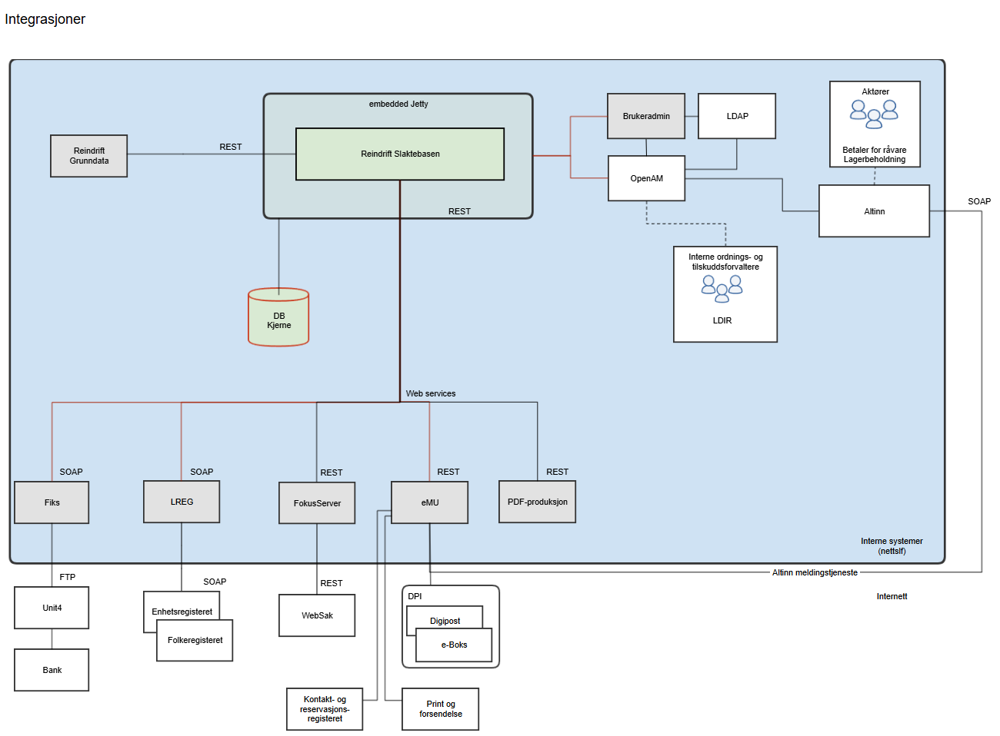 Integrasjoner
embedded Jetty
Reindrift Slaktebasen
REST
Reindrift
Grunndata
REST
Brukeradmin
LDAP
OpenAM
Aktører
Betaler for råvare
Lagerbeholdning
Altinn
SOAP
Interne ordnings- og
tilskuddsforvaltere
LDIR
DB
Kjerne
Web services
SOAP
SOAP
REST
REST
REST
Fiks
LREG
FokusServer
eMU
PDF-produksjon
Interne systemer
(nettslf)
Altinn meldingstjeneste
Internett
FTP
SOAP
REST
Unit4
Enhetsregisteret
Folkeregisteret
WebSak
DPI
Digipost
e-Boks
Bank
Kontakt- og
reservasjons-
registeret
Print og
forsendelse